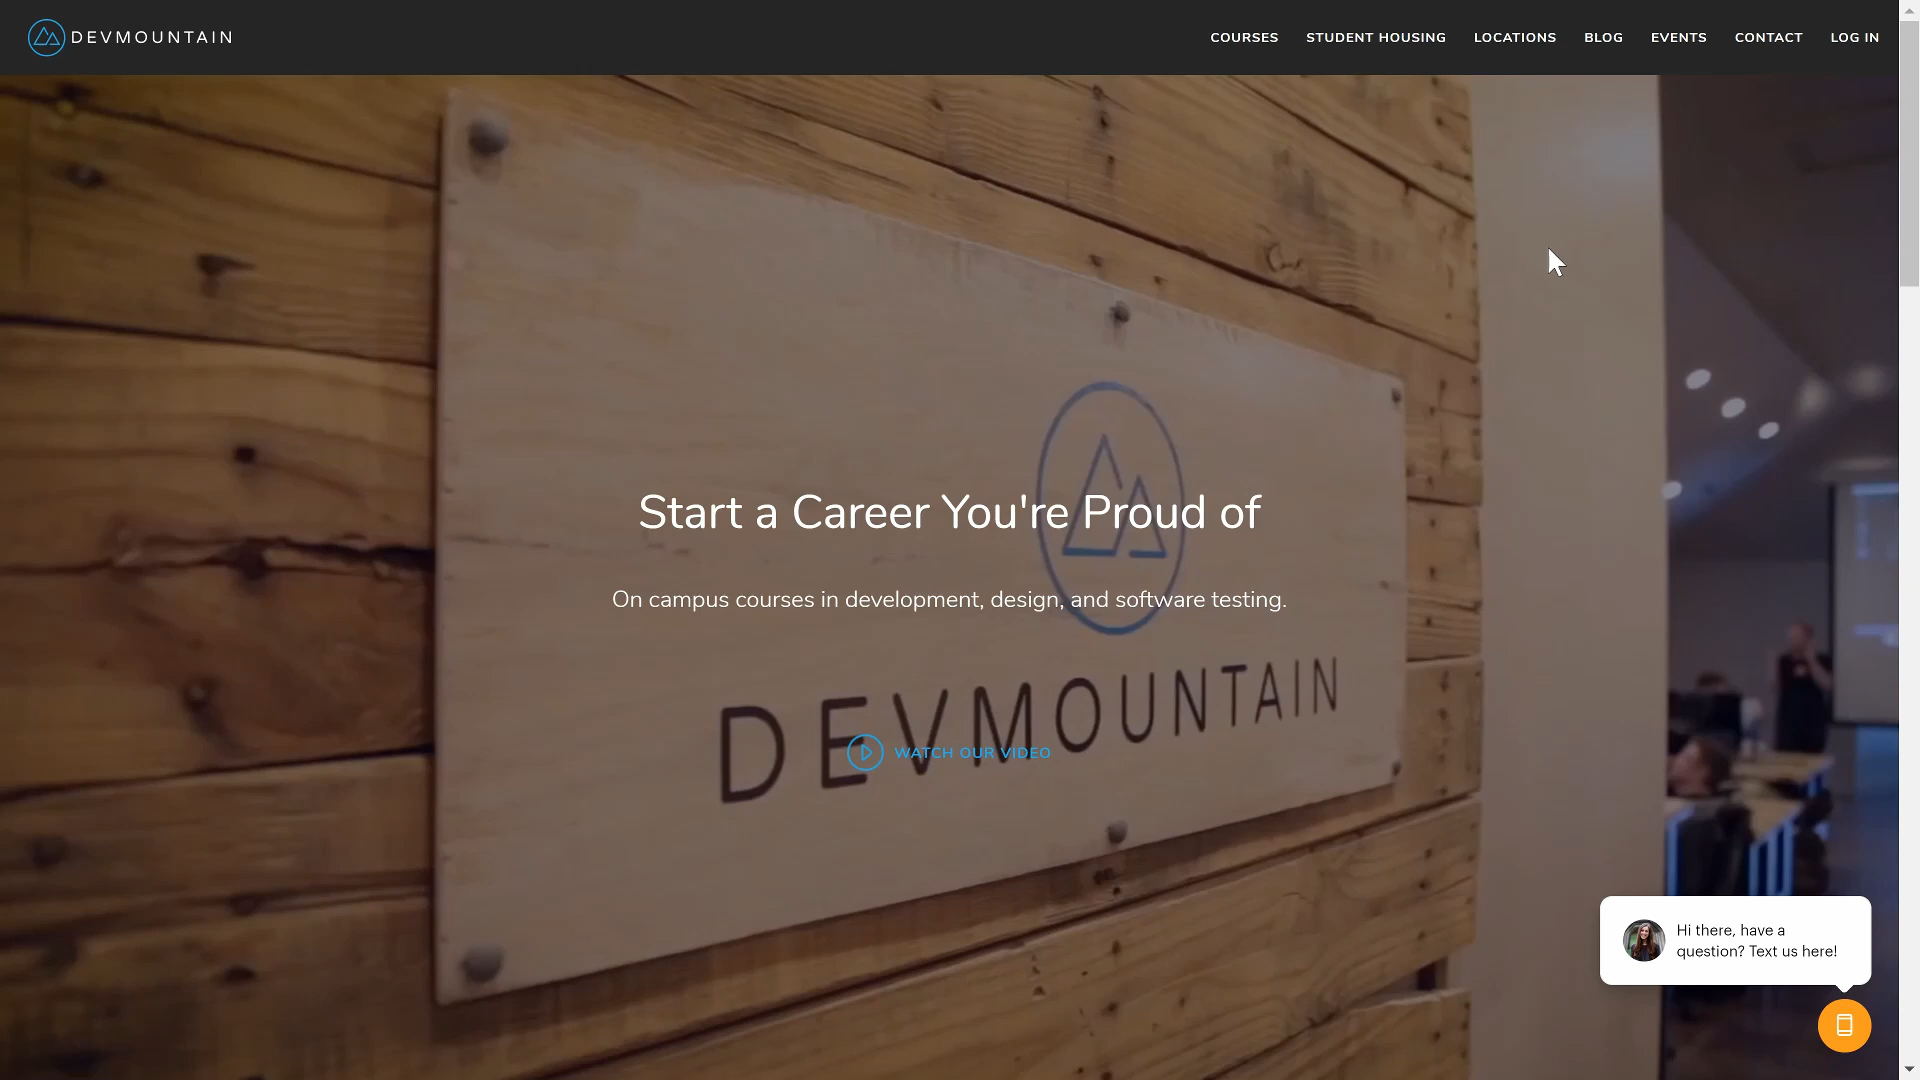 DEVMOUNTAIN
COURSES
STUDENT HOUSING
LOCATIONS
BLOG
EVENTS
CONTACT
LOG IN
Start a Career You're Proud of
On campus courses in development, design, and software testing.
DEVMOUNTAIN
WATCH OUR VIDEO
Hi there, have a
question? Text us here!